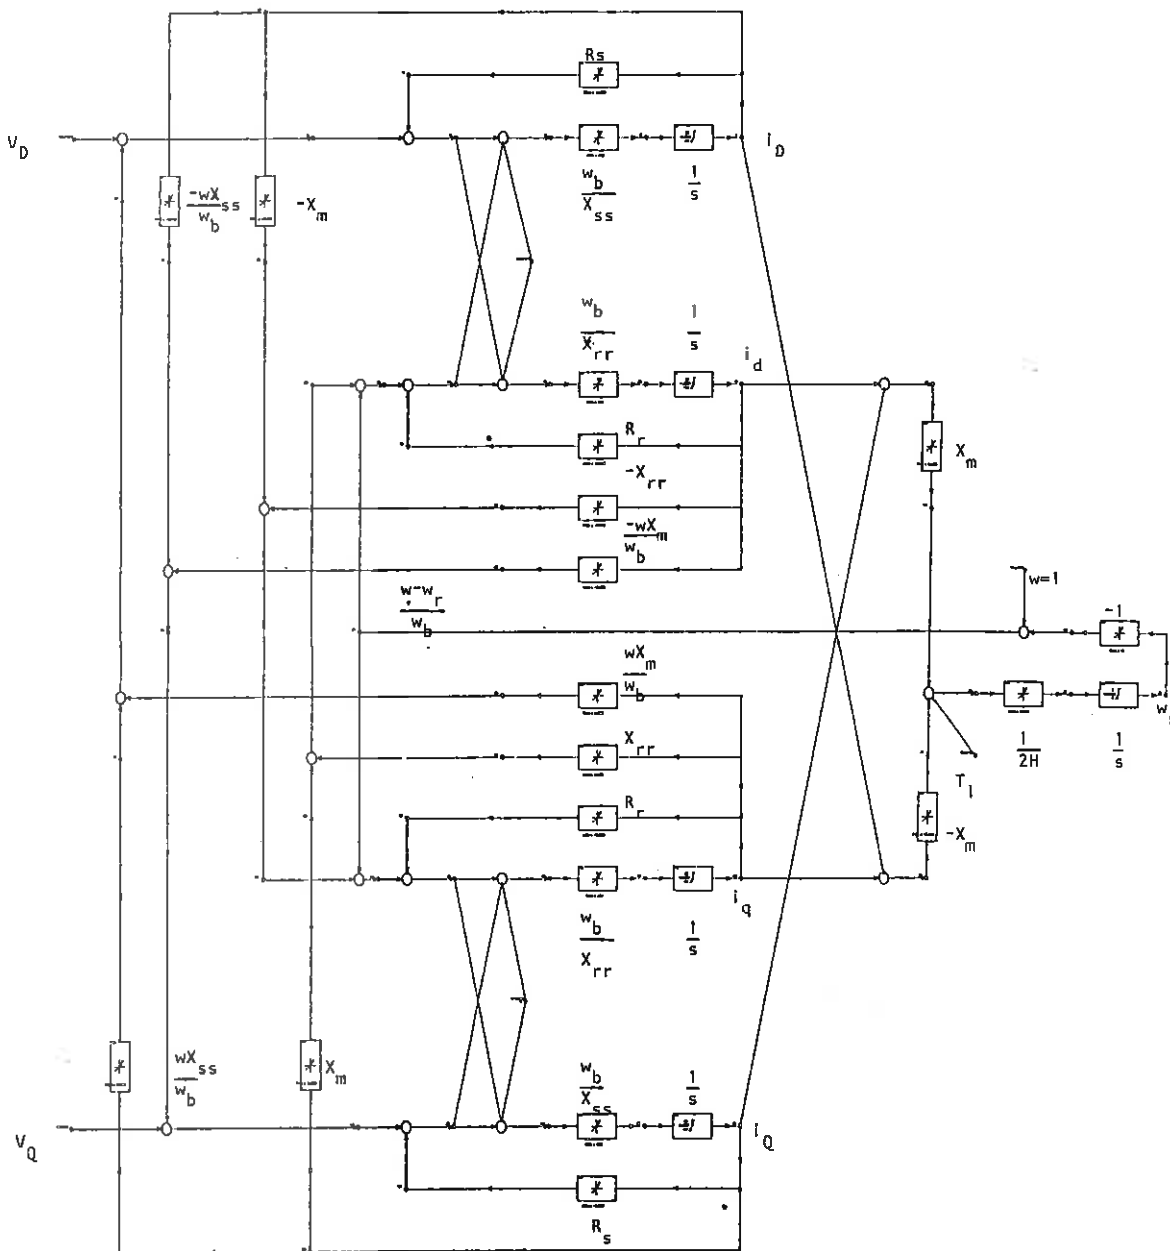 Rs
V_D
i_D
w_b
X_ss
1
s
-wX_ss
w_b
-X_m
w_b
X_rr
1
s
i_d
R_r
-X_rr
X_m
-wX_m
w_b
w-w_r
w_b
w=1
-1
wX_m
w_b
X_rr
1
2H
1
s
T_l
R_r
-X_m
w_b
X_rr
1
s
i_q
wX_ss
w_b
X_m
w_b
X_ss
1
s
V_Q
i_Q
R_s